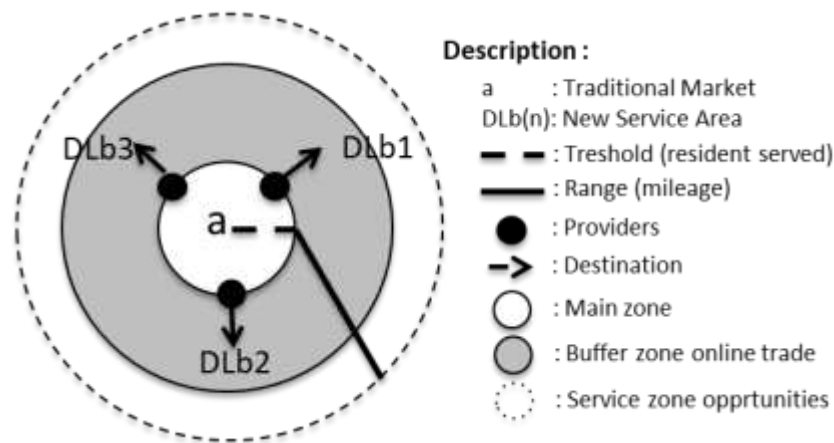 DLb3
DLb1
a
DLb2
Description :
a : Traditional Market
DLb(n): New Service Area
: Treshold (resident served)
: Range (mileage)
: Providers
: Destination
: Main zone
: Buffer zone online trade
: Service zone opprtunities